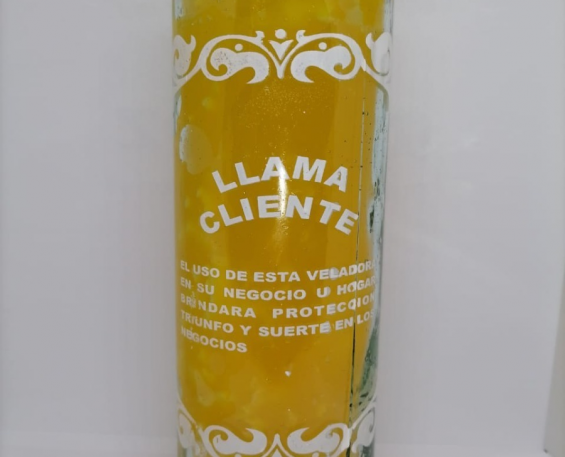 LLAMA
CLIENTE
EL USO DE ESTA VELADORA
EN SU NEGOCIO U HOGAR
BRINDARA PROTECCION
TRIUNFO Y SUERTE EN LOS
NEGOCIOS